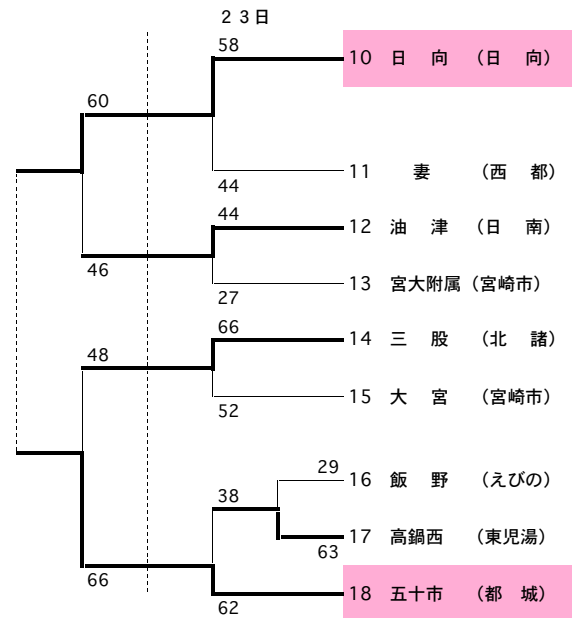 ２３日
58
10 日 向 （日 向）
60
11 妻 （西 都）
44
44
12 油 津 （日 南）
46
13 宮大附属（宮崎市）
27
66
14 三 股 （北 諸）
48
15 大 宮 （宮崎市）
52
29
16 飯 野 （えびの）
38
17 高鍋西 （東児湯）
63
66
18 五十市 （都 城）
62